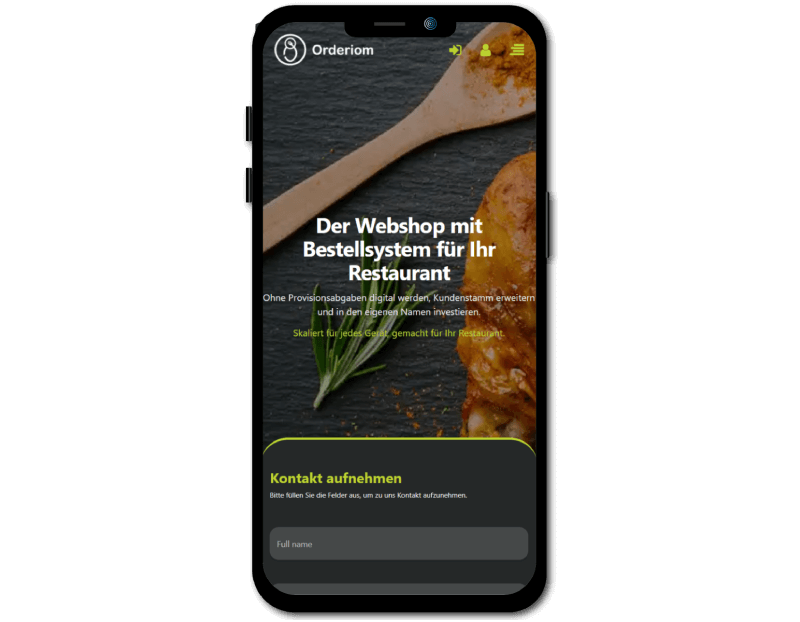 Orderiom
Der Webshop mit
Bestellsystem für Ihr
Restaurant
Ohne Provisionsabgaben digital werden, Kundenstamm erweitern
und in den eigenen Namen investieren.
Skaliert für jedes Gerät, gemacht für Ihr Restaurant.
Kontakt aufnehmen
Bitte füllen Sie die Felder aus, um zu uns Kontakt aufzunehmen.
Full name